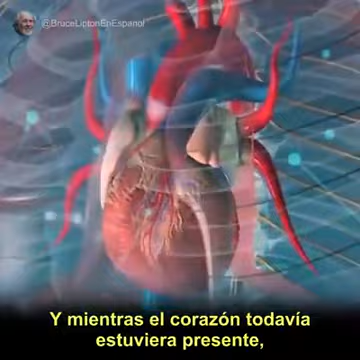 @BruceLiptonEnEspanol
Y mientras el corazón todavía
estuviera presente,